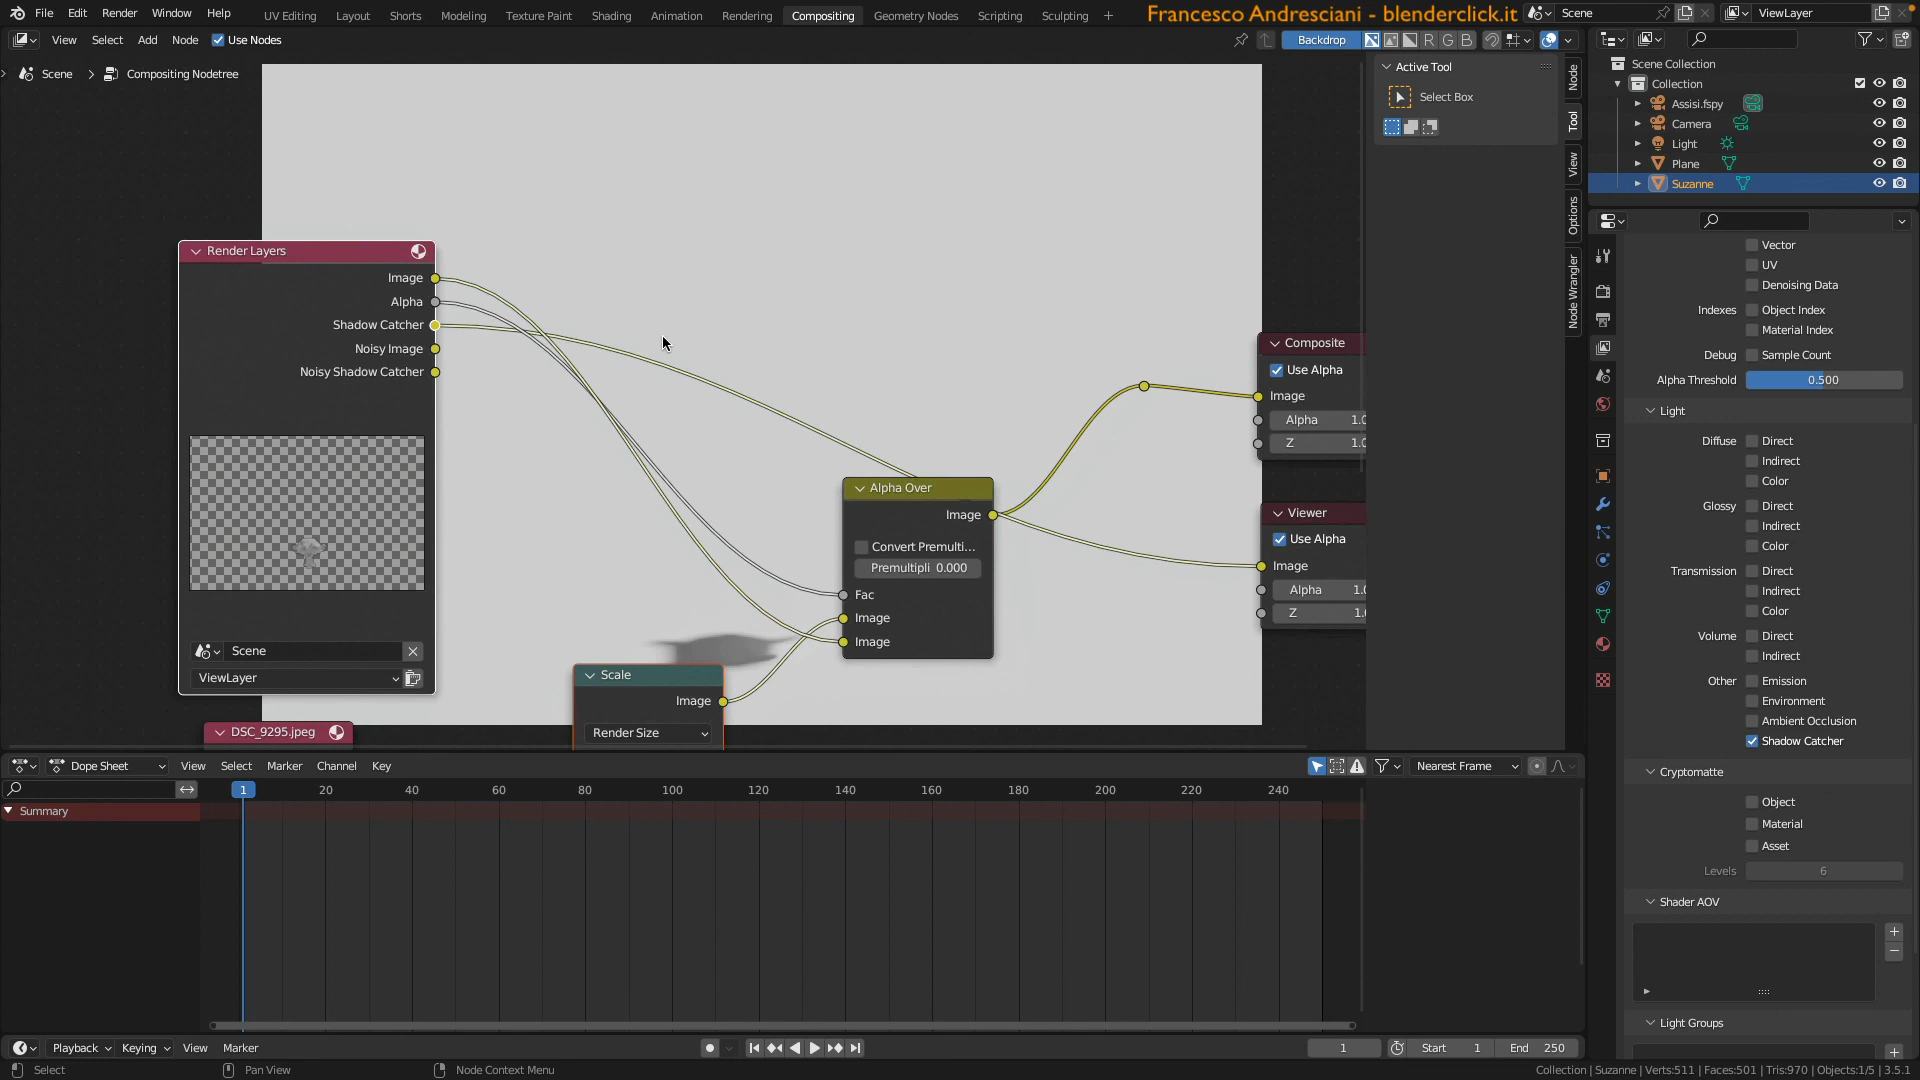 File Edit Render Window Help UV Editing Layout Shorts Modeling Texture Paint Shading Animation Rendering Compositing Geometry Nodes Scripting Sculpting + Francesco Andresciani - blenderclick.it Scene ViewLayer
View Select Add Node Use Nodes Backdrop R G B
Scene > Compositing Nodetree
Active Tool
Select Box
Node
Tool
View
Options
Node Wrangler
Scene Collection
Collection
Assisi.fspy
Camera
Light
Plane
Suzanne
Render Layers
Image
Alpha
Shadow Catcher
Noisy Image
Noisy Shadow Catcher
Scene
ViewLayer
DSC_9295.jpeg
Scale
Image
Render Size
Alpha Over
Image
Convert Premulti...
Premultipli 0.000
Fac
Image
Image
Composite
Use Alpha
Image
Alpha 1.0
Z 1.0
Viewer
Use Alpha
Image
Alpha 1.0
Z 1.0
Vector
UV
Denoising Data
Indexes Object Index
Material Index
Debug Sample Count
Alpha Threshold 0.500
Light
Diffuse Direct
Indirect
Color
Glossy Direct
Indirect
Color
Transmission Direct
Indirect
Color
Volume Direct
Indirect
Other Emission
Environment
Ambient Occlusion
Shadow Catcher
Cryptomatte
Object
Material
Asset
Levels 6
Shader AOV
Light Groups
Dope Sheet View Select Marker Channel Key Nearest Frame
1 20 40 60 80 100 120 140 160 180 200 220 240
Summary
Playback Keying View Marker 1 Start 1 End 250
Select Pan View Node Context Menu Collection | Suzanne | Verts:511 | Faces:501 | Tris:970 | Objects:1/5 | 3.5.1